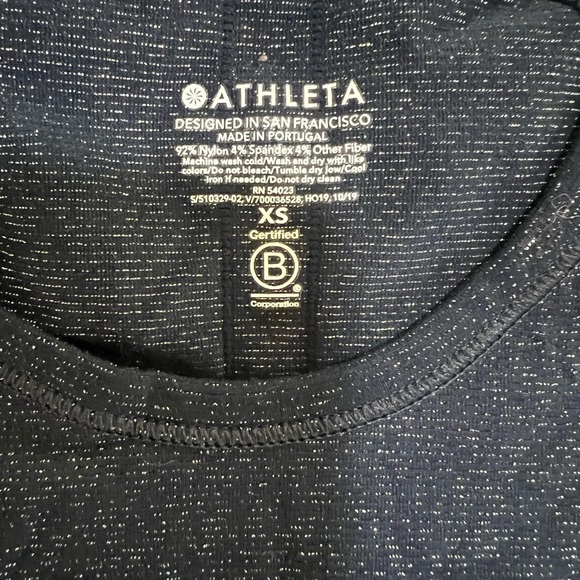 ATHLETA
DESIGNED IN SAN FRANCISCO
MADE IN PORTUGAL
92% Nylon 4% Spandex 4% Other Fiber
Machine wash cold/Wash and dry with like
colors/Do not bleach/Tumble dry low/Cool
iron if needed/Do not dry clean
RN 54023
S/510329-02, V/700036528, HO19, 10/19
XS
Certified
B
Corporation